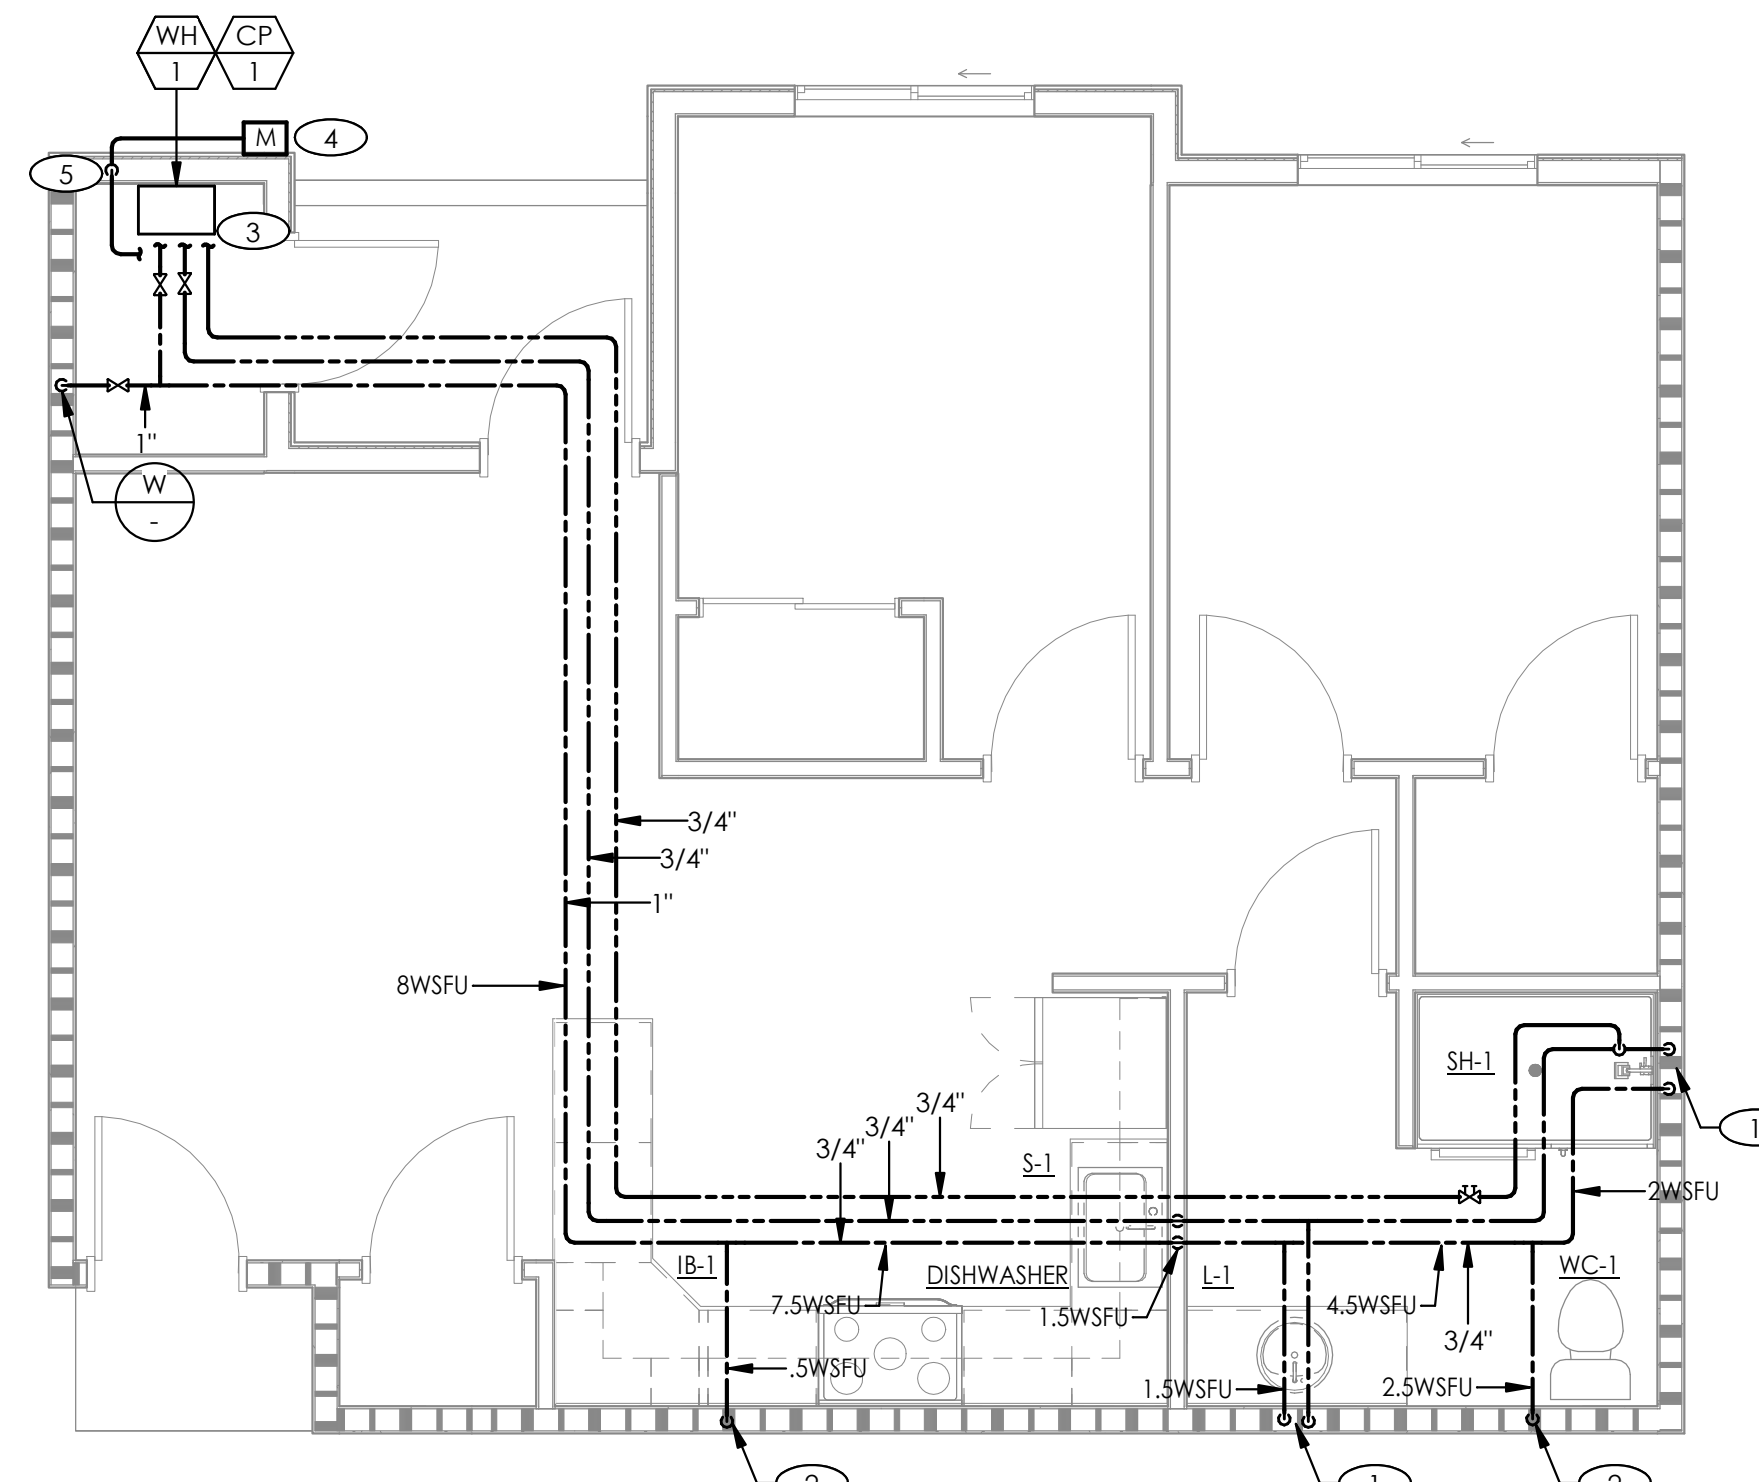 WH
1
CP
1
M
4
5
3
1"
W
-
3/4"
3/4"
1"
8WSFU
SH-1
3/4"
3/4"
3/4"
S-1
1
2WSFU
IB-1
DISHWASHER
L-1
WC-1
7.5WSFU
1.5WSFU
4.5WSFU
3/4"
.5WSFU
1.5WSFU
2.5WSFU